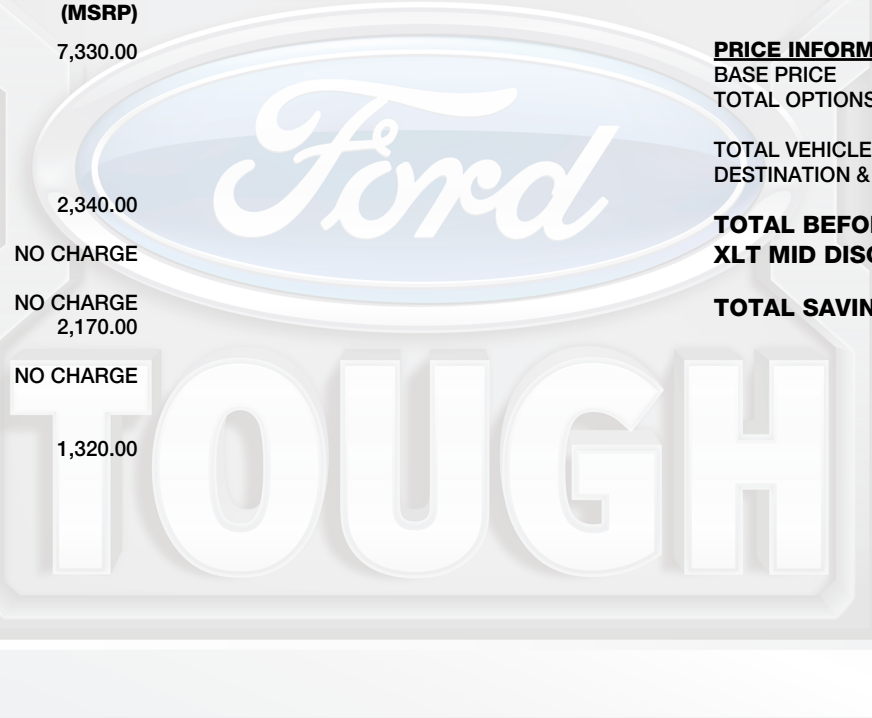 (MSRP)
7,330.00
2,340.00
NO CHARGE
NO CHARGE
2,170.00
NO CHARGE
1,320.00
PRICE INFORM
BASE PRICE
TOTAL OPTIONS
TOTAL VEHICLE
DESTINATION &
TOTAL BEFO
XLT MID DISC
TOTAL SAVIN
Ford
TOUGH